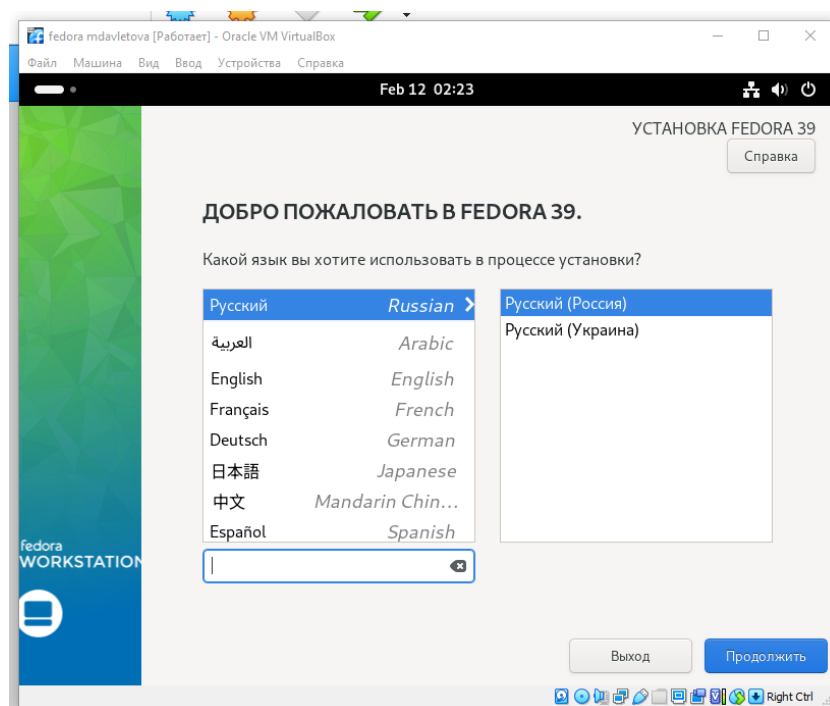 fedora mdavletova [Работает] - Oracle VM VirtualBox
Файл Машина Вид Ввод Устройства Справка
Feb 12 02:23
УСТАНОВКА FEDORA 39
Справка
ДОБРО ПОЖАЛОВАТЬ В FEDORA 39.
Какой язык вы хотите использовать в процессе установки?
Русский Russian
العربية Arabic
English English
Français French
Deutsch German
日本語 Japanese
中文 Mandarin Chin...
Español Spanish
Русский (Россия)
Русский (Украина)
fedora
WORKSTATION
Выход Продолжить
Right Ctrl